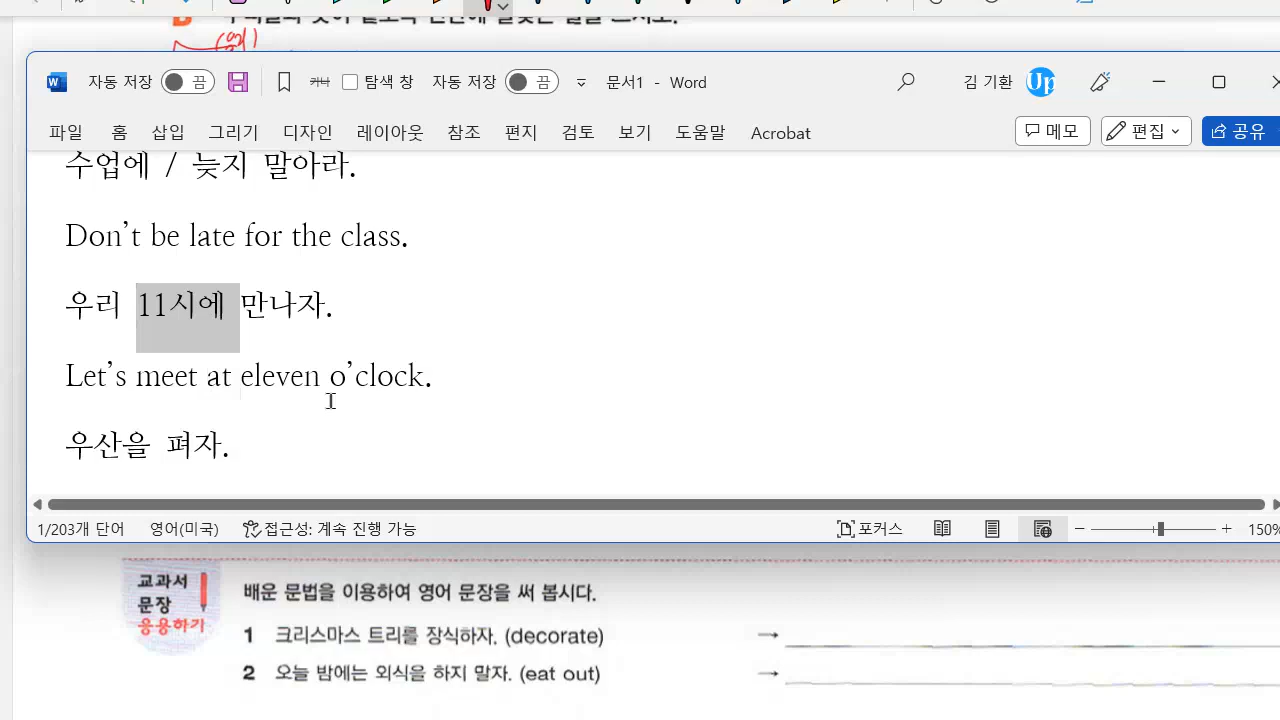 자동 저장 끔 가나 탐색 창 자동 저장 끔 문서1 - Word 김 기환 Up
파일 홈 삽입 그리기 디자인 레이아웃 참조 편지 검토 보기 도움말 Acrobat 메모 편집 공유
수업에 / 늦지 말아라.
Don't be late for the class.
우리 11시에 만나자.
Let's meet at eleven o'clock.
우산을 펴자.
1/203개 단어 영어(미국) 접근성: 계속 진행 가능 포커스 150%
교과서
문장
응용하기
배운 문법을 이용하여 영어 문장을 써 봅시다.
1 크리스마스 트리를 장식하자. (decorate) →
2 오늘 밤에는 외식을 하지 말자. (eat out) →